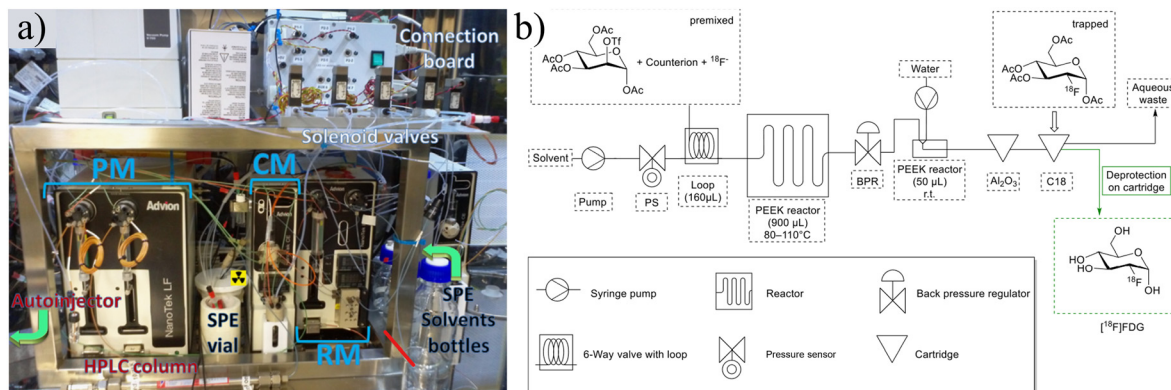 a)
Connection
board
Solenoid valves
PM
CM
Advion
Advion
NanoTek LF
Autoinjector
SPE
vial
SPE
Solvents
bottles
HPLC column
RM
b)
premixed
OAc
OTf
AcO
AcO
OAc
+ Counterion + ¹⁸F⁻
Water
trapped
OAc
AcO
AcO
¹⁸F
OAc
Aqueous
waste
Solvent
Pump
PS
Loop
(160µL)
PEEK reactor
(900 µL)
80–110°C
BPR
PEEK reactor
(50 µL)
r.t.
Al₂O₃
C18
Deprotection
on cartridge
OH
HO
HO
¹⁸F
OH
[¹⁸F]FDG
Syringe pump
Reactor
Back pressure regulator
6-Way valve with loop
Pressure sensor
Cartridge